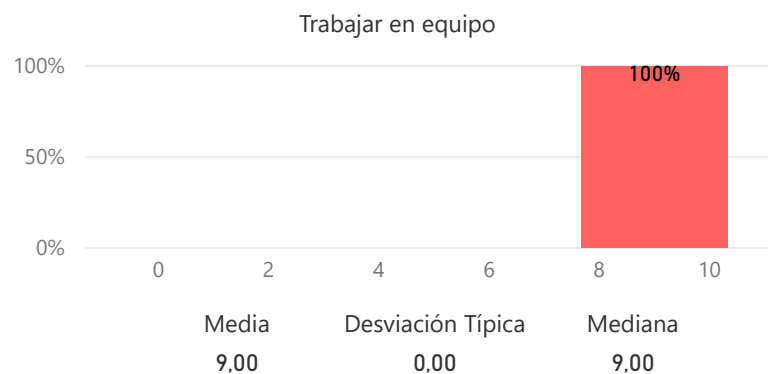 Trabajar en equipo
100%
100%
50%
0%
0 2 4 6 8 10
Media Desviación Típica Mediana
9,00 0,00 9,00